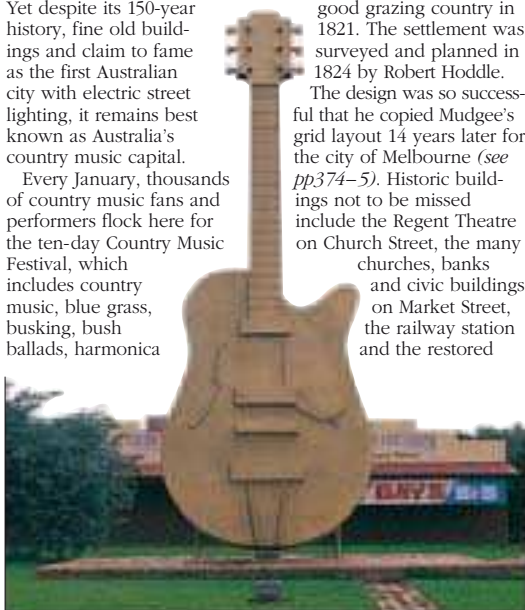 Yet despite its 150-year
history, fine old build-
ings and claim to fame
as the first Australian
city with electric street
lighting, it remains best
known as Australia's
country music capital.
Every January, thousands
of country music fans and
performers flock here for
the ten-day Country Music
Festival, which
includes country
music, blue grass,
busking, bush
ballads, harmonica
good grazing country in
1821. The settlement was
surveyed and planned in
1824 by Robert Hoddle.
The design was so success-
ful that he copied Mudgee's
grid layout 14 years later for
the city of Melbourne (see
pp374–5). Historic build-
ings not to be missed
include the Regent Theatre
on Church Street, the many
churches, banks
and civic buildings
on Market Street,
the railway station
and the restored